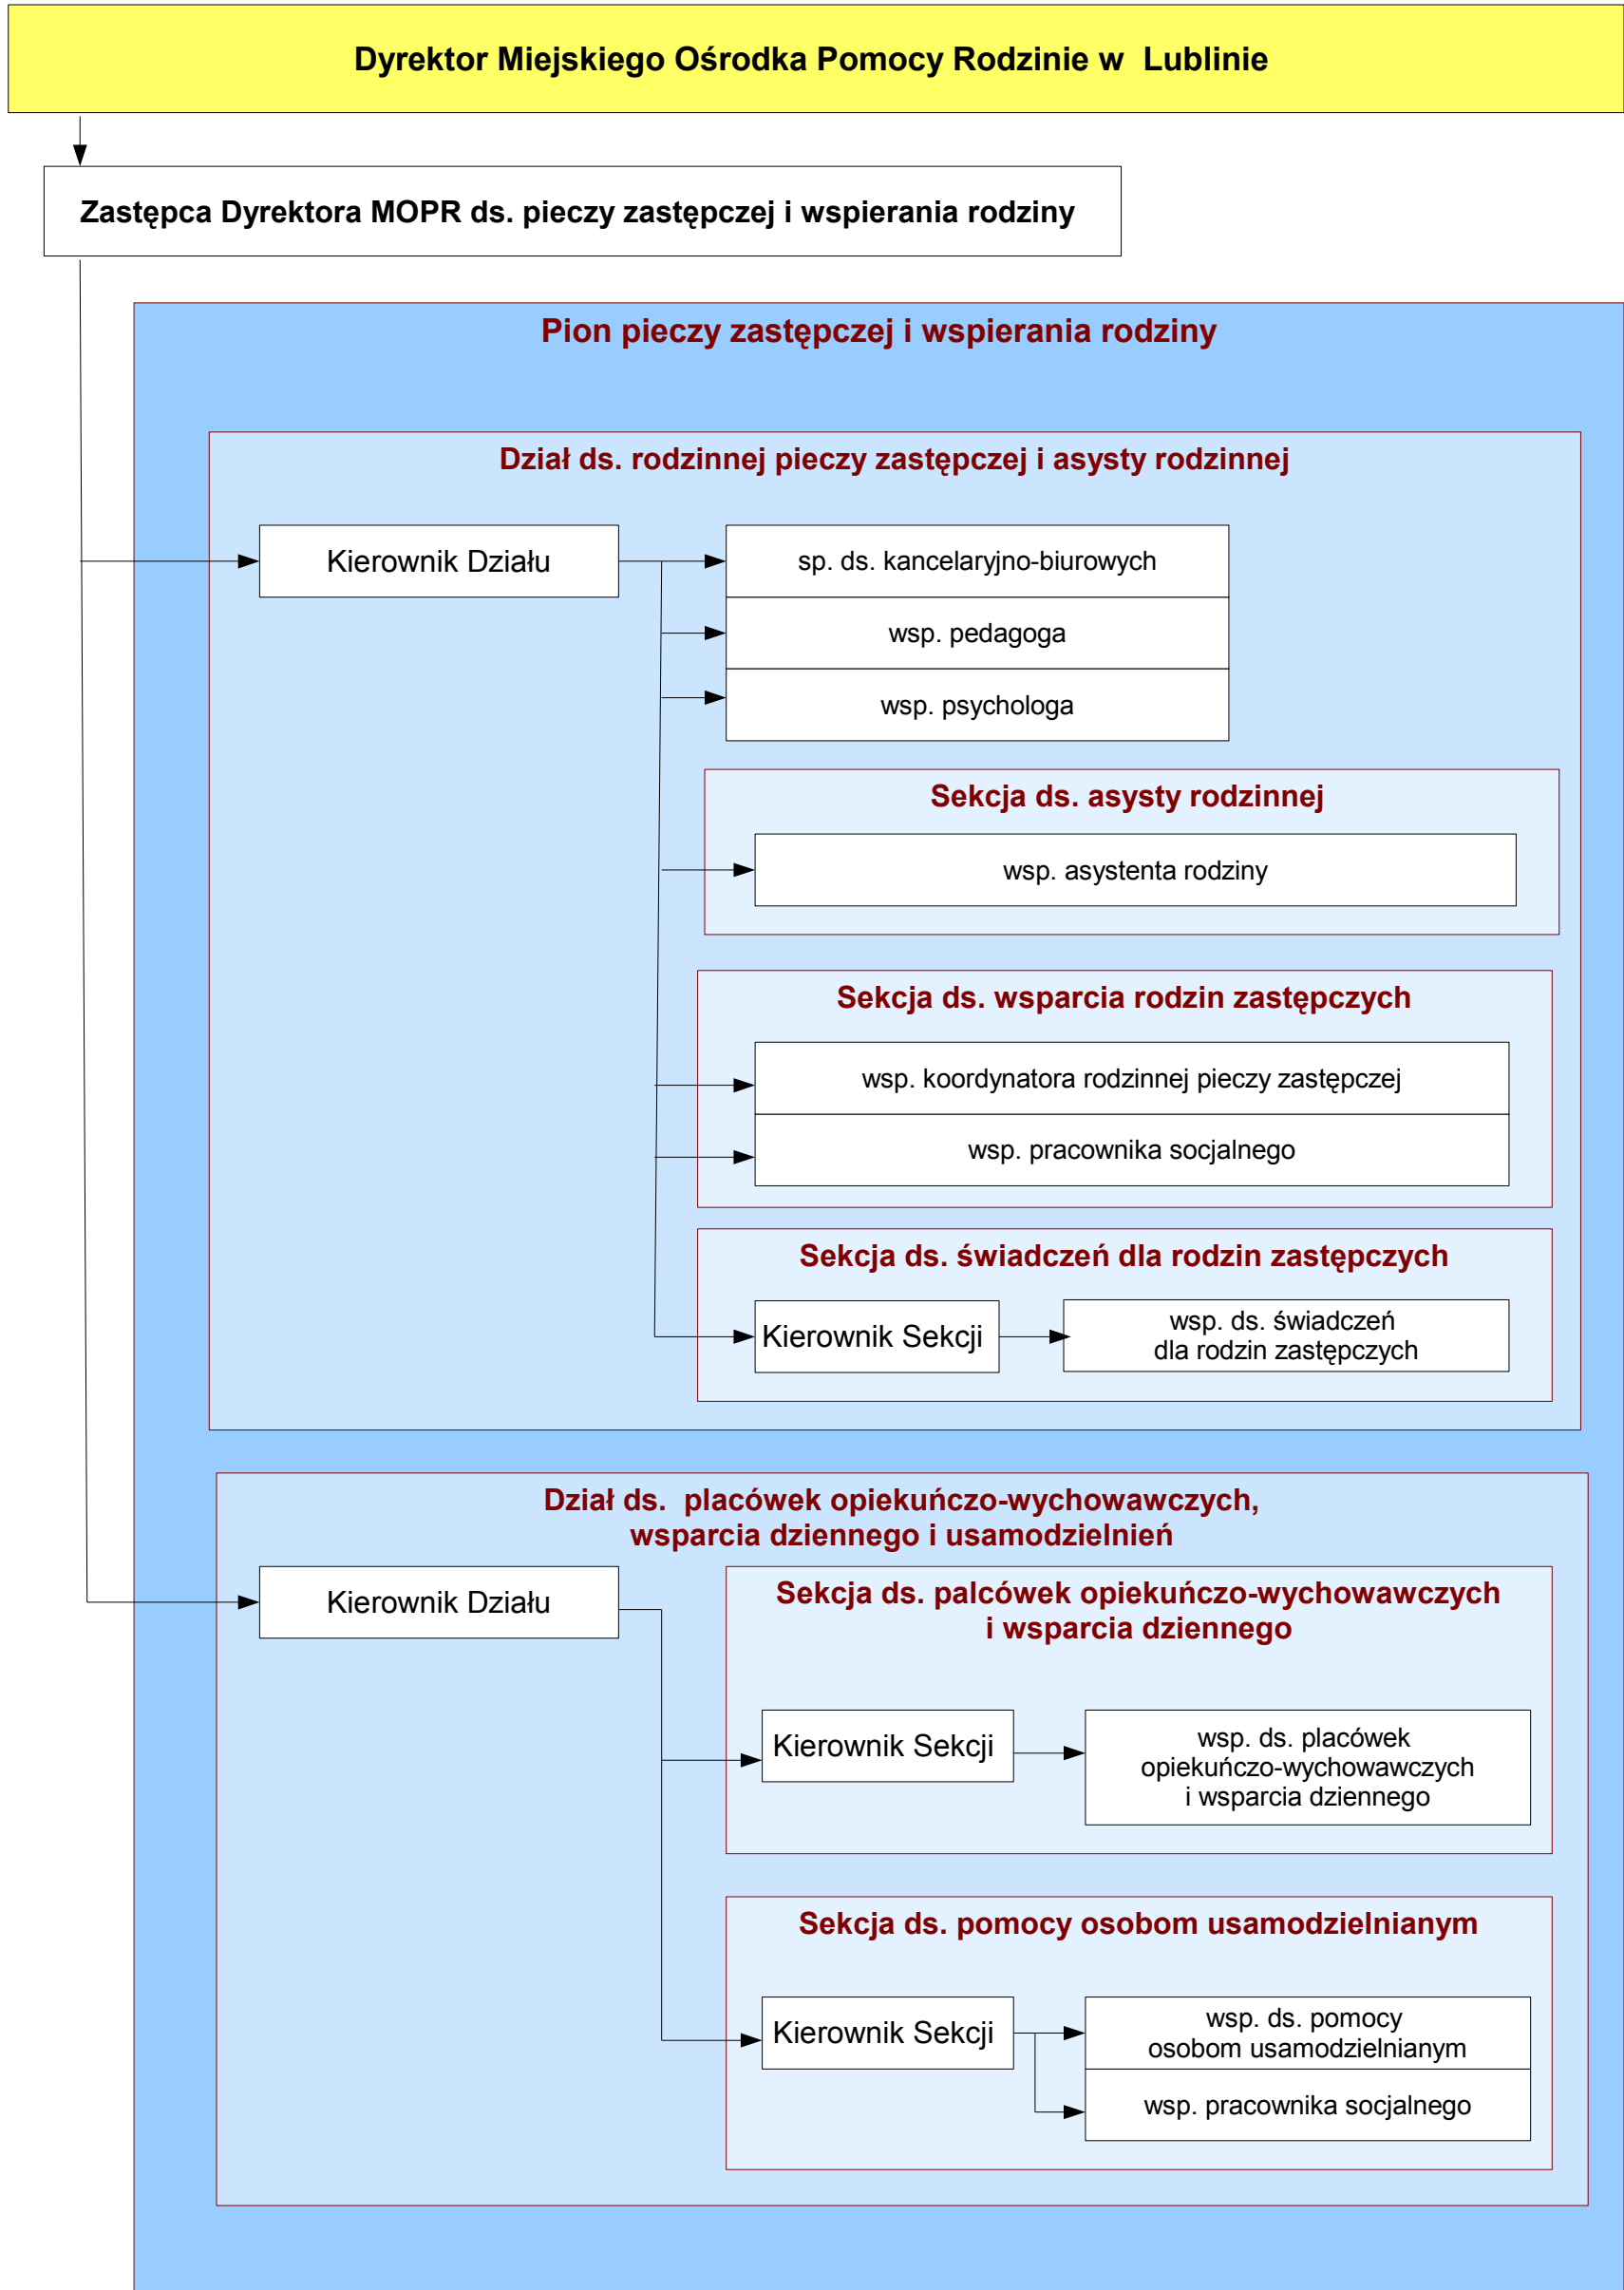 Dyrektor Miejskiego Ośrodka Pomocy Rodzinie w Lublinie
Zastępca Dyrektora MOPR ds. pieczy zastępczej i wspierania rodziny
Pion pieczy zastępczej i wspierania rodziny
Dział ds. rodzinnej pieczy zastępczej i asysty rodzinnej
Kierownik Działu
sp. ds. kancelaryjno-biurowych
wsp. pedagoga
wsp. psychologa
Sekcja ds. asysty rodzinnej
wsp. asystenta rodziny
Sekcja ds. wsparcia rodzin zastępczych
wsp. koordynatora rodzinnej pieczy zastępczej
wsp. pracownika socjalnego
Sekcja ds. świadczeń dla rodzin zastępczych
Kierownik Sekcji
wsp. ds. świadczeń
dla rodzin zastępczych
Dział ds. placówek opiekuńczo-wychowawczych,
wsparcia dziennego i usamodzielnień
Kierownik Działu
Sekcja ds. palcówek opiekuńczo-wychowawczych
i wsparcia dziennego
Kierownik Sekcji
wsp. ds. placówek
opiekuńczo-wychowawczych
i wsparcia dziennego
Sekcja ds. pomocy osobom usamodzielnianym
Kierownik Sekcji
wsp. ds. pomocy
osobom usamodzielnianym
wsp. pracownika socjalnego